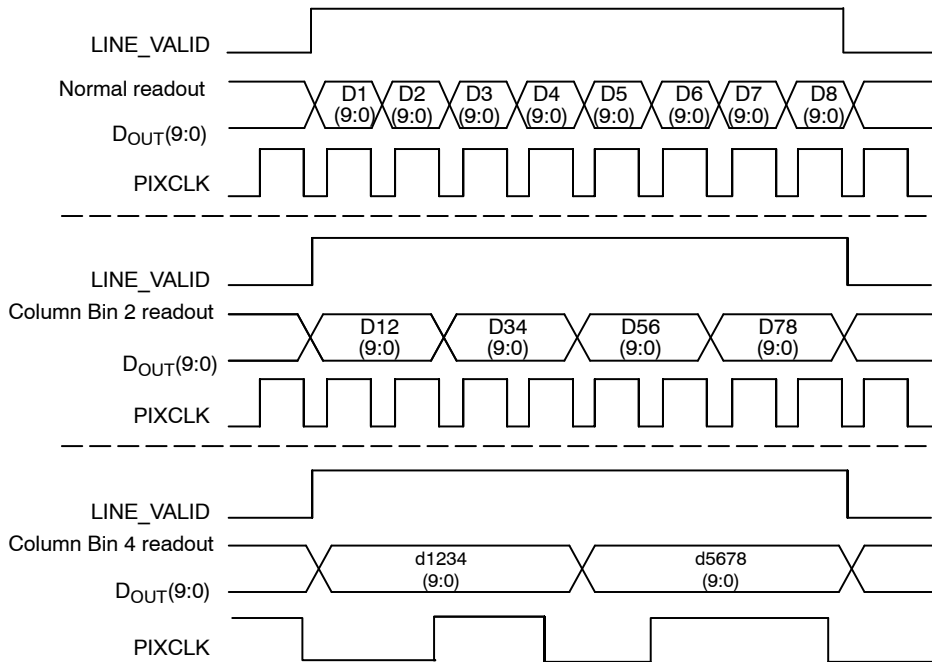 LINE_VALID
Normal readout
D1 D2 D3 D4 D5 D6 D7 D8
(9:0) (9:0) (9:0) (9:0) (9:0) (9:0) (9:0) (9:0)
DOUT(9:0)
PIXCLK
LINE_VALID
Column Bin 2 readout
D12 D34 D56 D78
(9:0) (9:0) (9:0) (9:0)
DOUT(9:0)
PIXCLK
LINE_VALID
Column Bin 4 readout
d1234 d5678
(9:0) (9:0)
DOUT(9:0)
PIXCLK